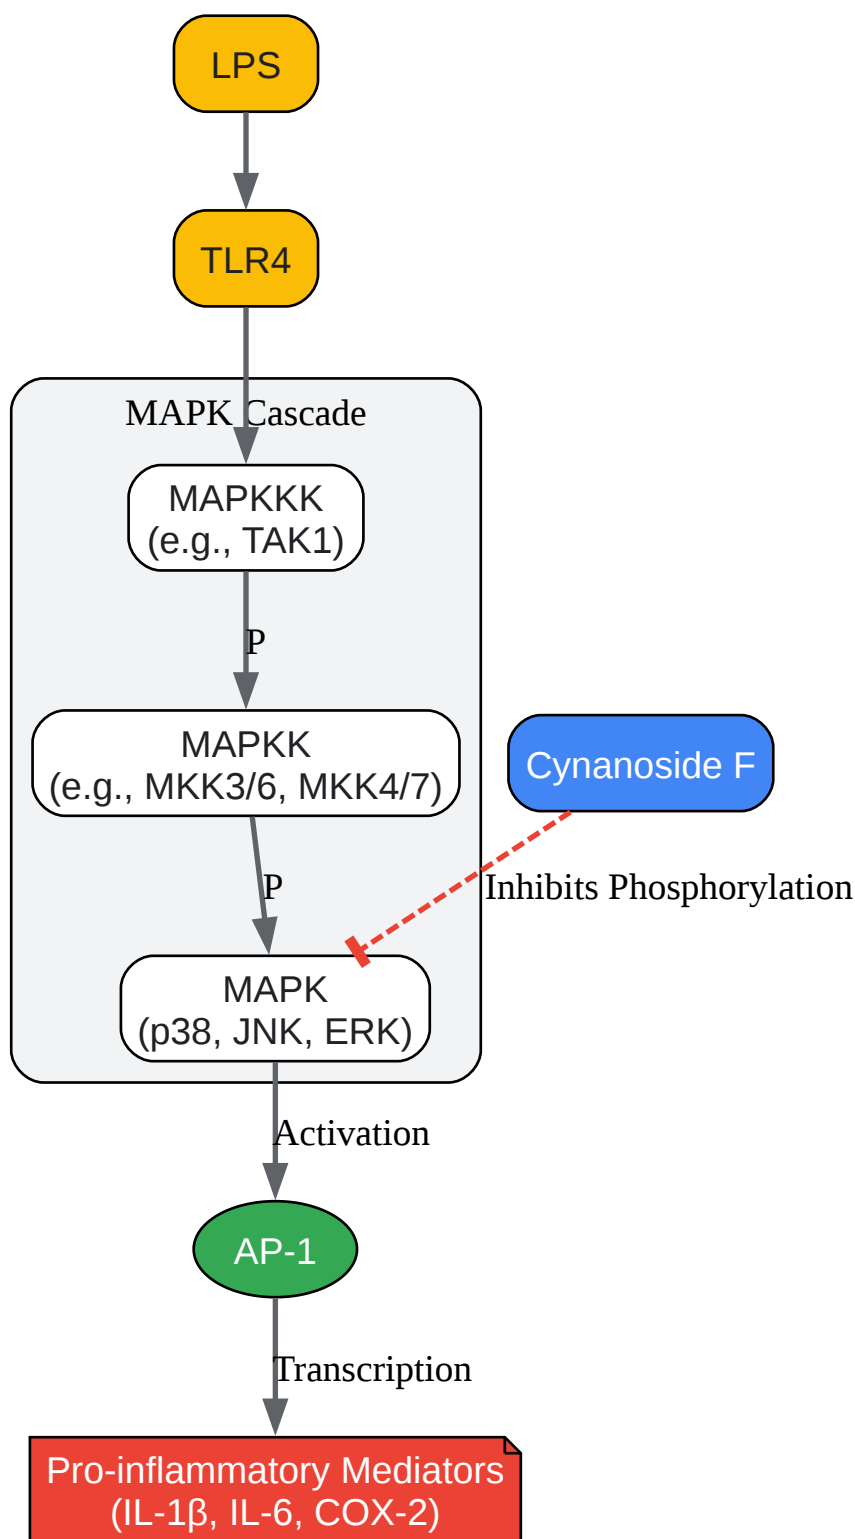 LPS
TLR4
MAPK Cascade
MAPKKK
(e.g., TAK1)
P
MAPKK
(e.g., MKK3/6, MKK4/7)
Cynanoside F
P
Inhibits Phosphorylation
MAPK
(p38, JNK, ERK)
Activation
AP-1
Transcription
Pro-inflammatory Mediators
(IL-1β, IL-6, COX-2)